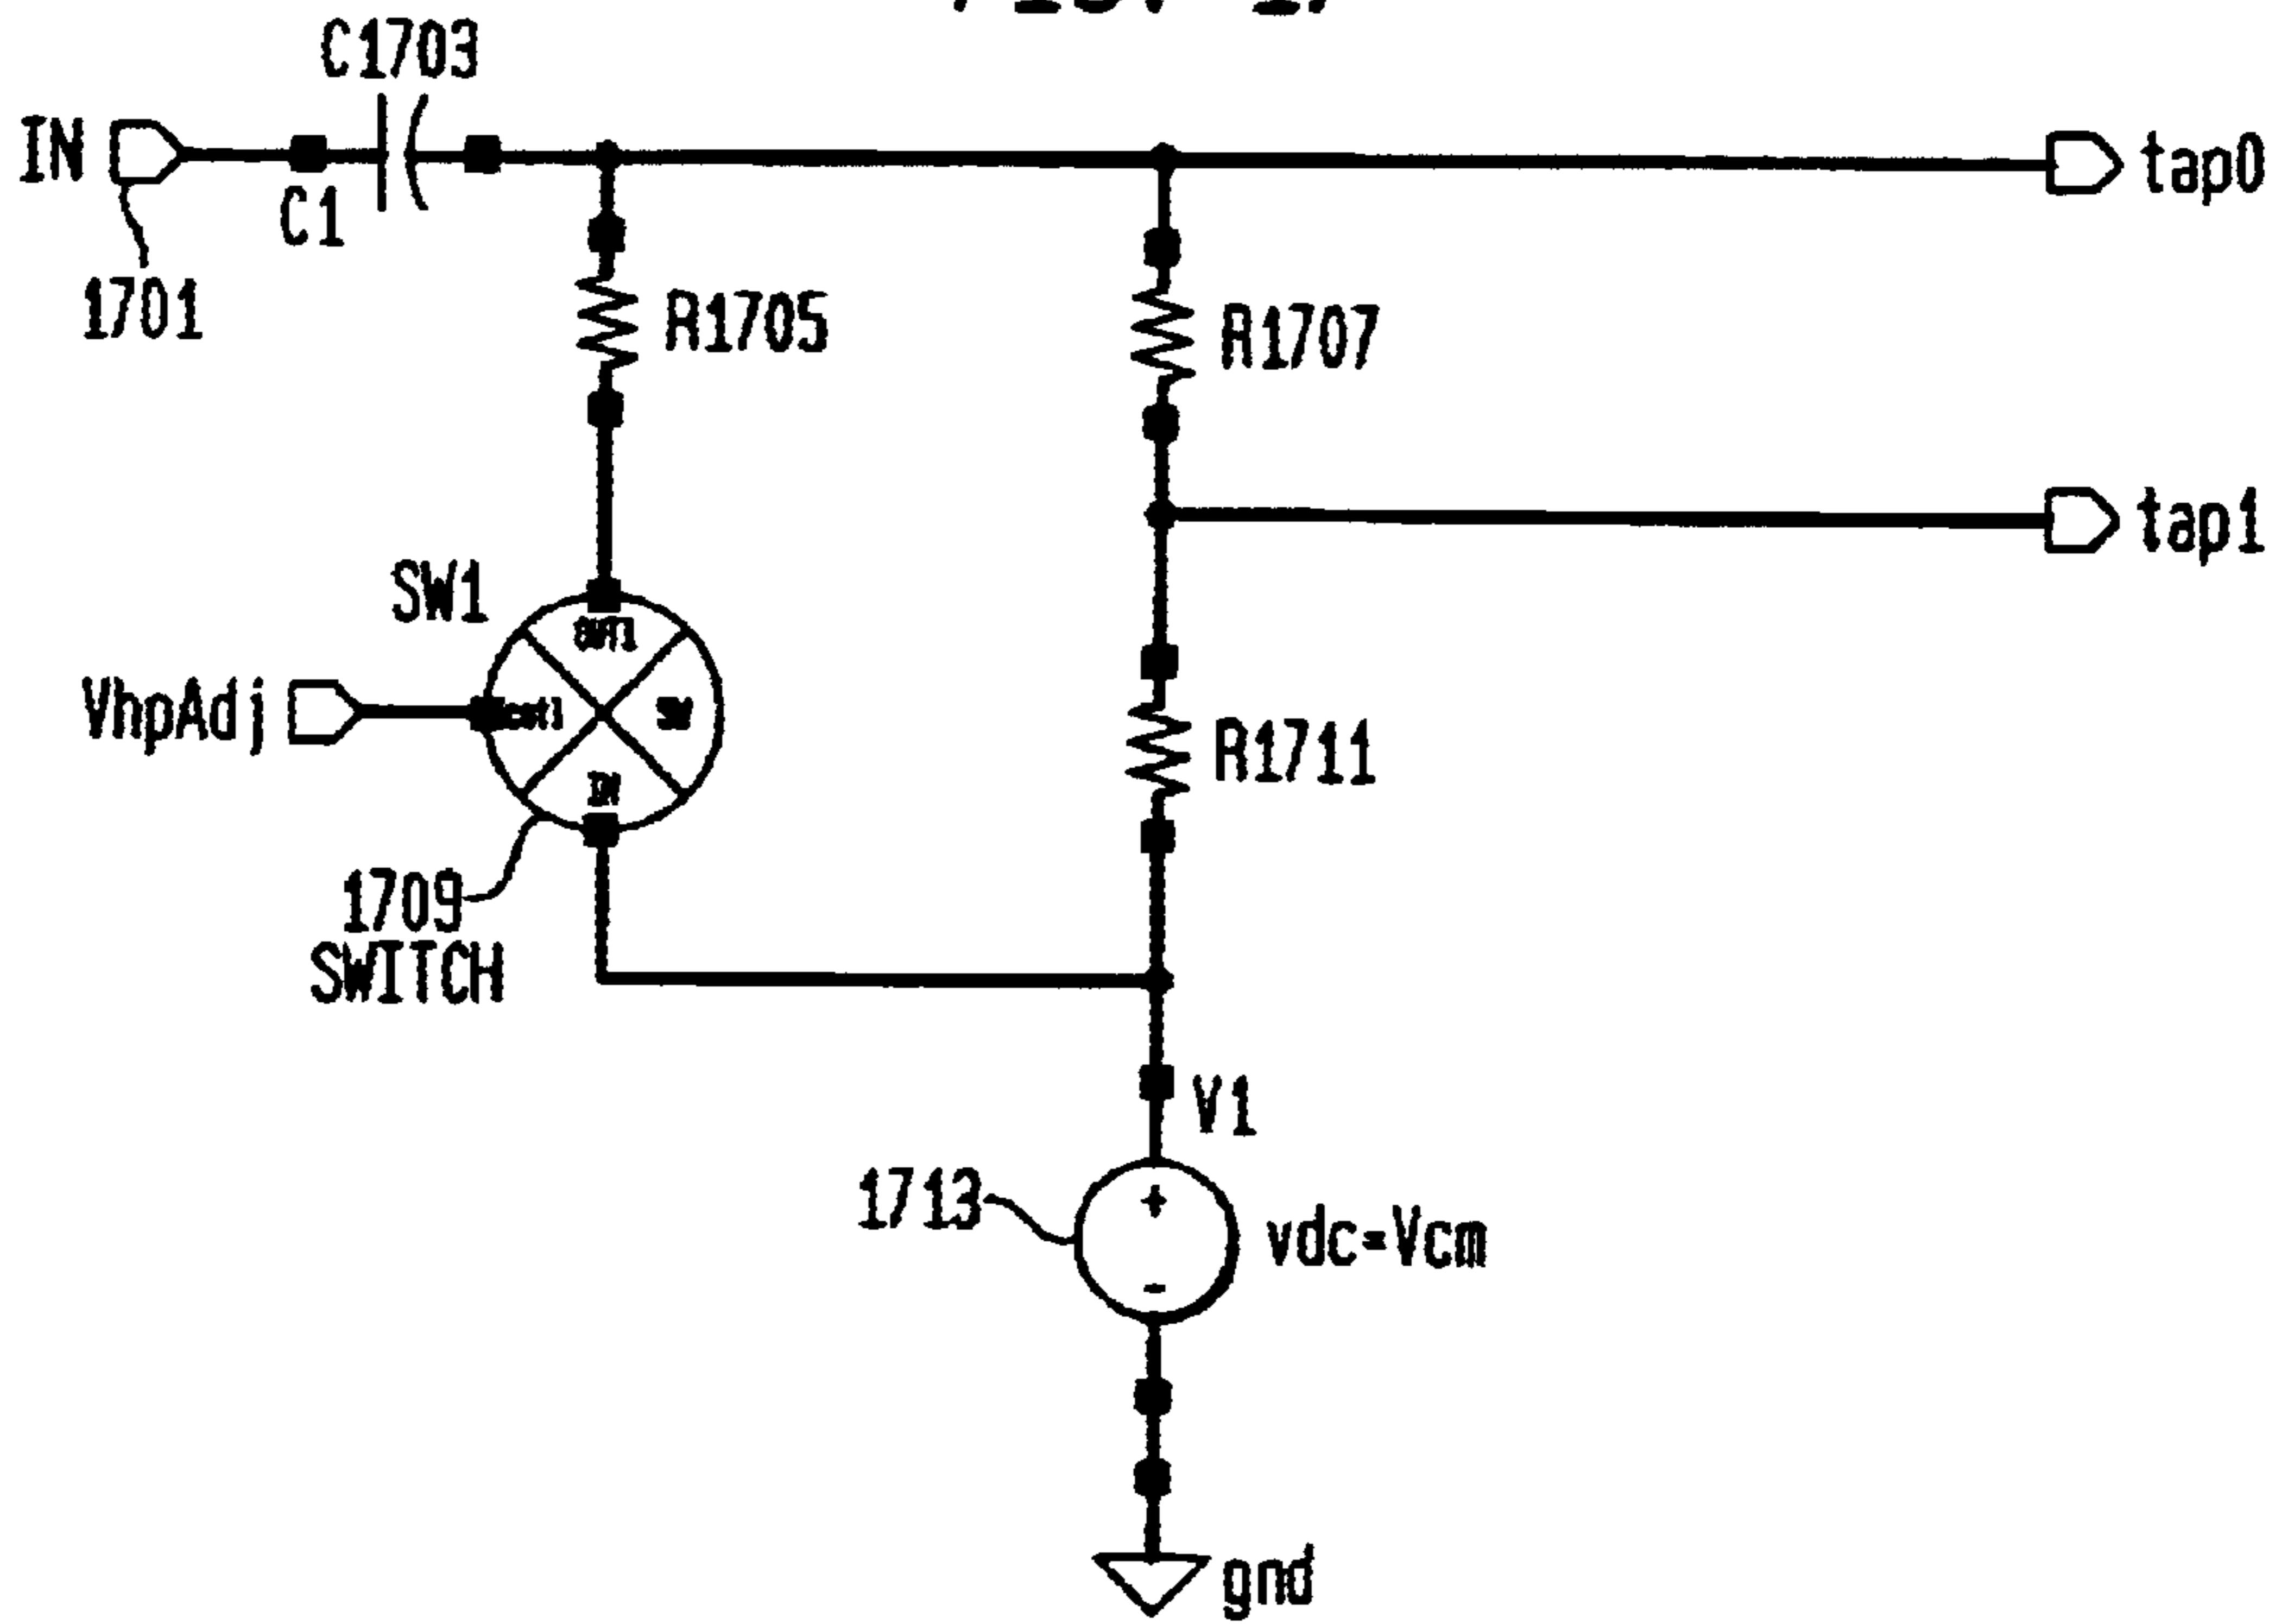 C1703
IN
tap0
C1
1701
R1705
R1707
tap1
SW1
VhpAdj
SW
R1711
IN
1709
SWITCH
V1
1713
+
vdc=Vcm
-
gnd